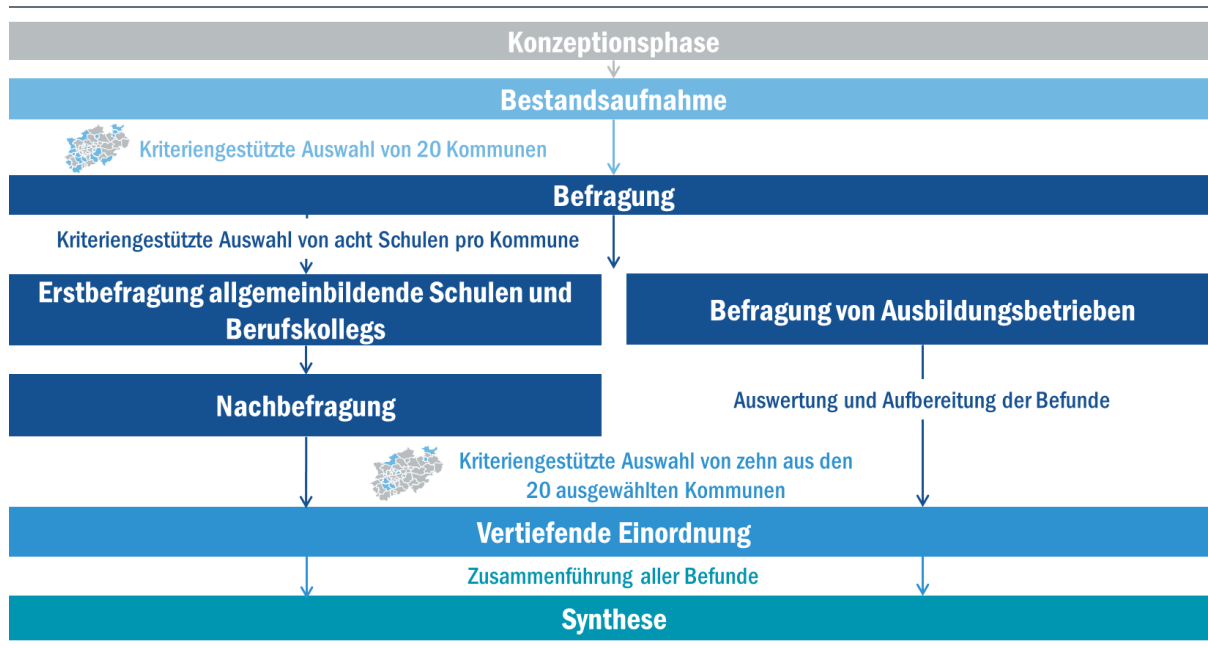 Konzeptionsphase
Bestandsaufnahme
Kriteriengestützte Auswahl von 20 Kommunen
Befragung
Kriteriengestützte Auswahl von acht Schulen pro Kommune
Erstbefragung allgemeinbildende Schulen und
Berufskollegs
Befragung von Ausbildungsbetrieben
Nachbefragung
Auswertung und Aufbereitung der Befunde
Kriteriengestützte Auswahl von zehn aus den
20 ausgewählten Kommunen
Vertiefende Einordnung
Zusammenführung aller Befunde
Synthese